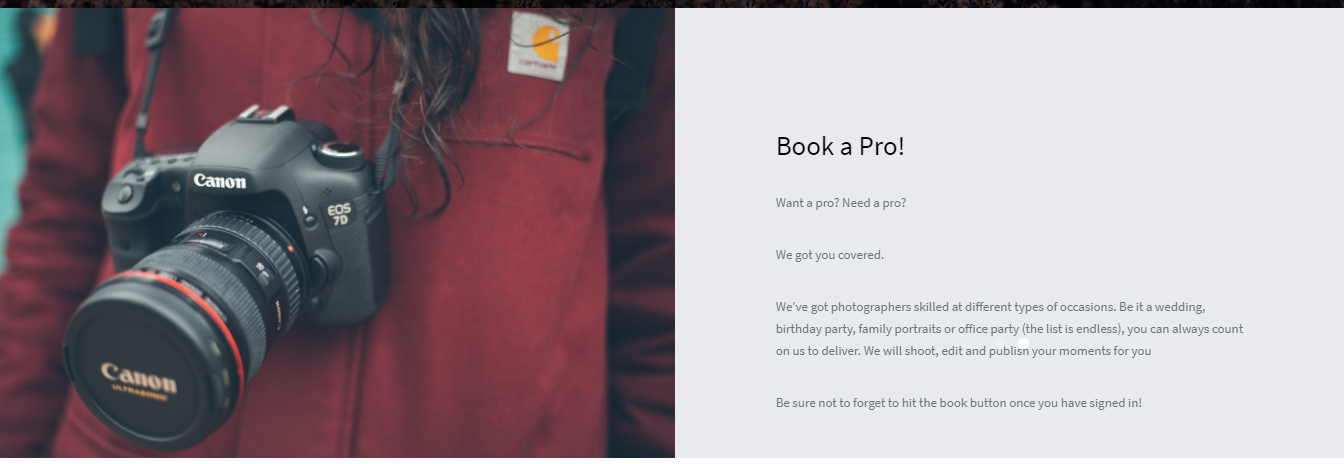 carhartt
Canon
EOS
7D
Canon
ULTRASONIC
Book a Pro!
Want a pro? Need a pro?
We got you covered.
We've got photographers skilled at different types of occasions. Be it a wedding,
birthday party, family portraits or office party (the list is endless), you can always count
on us to deliver. We will shoot, edit and publish your moments for you
Be sure not to forget to hit the book button once you have signed in!